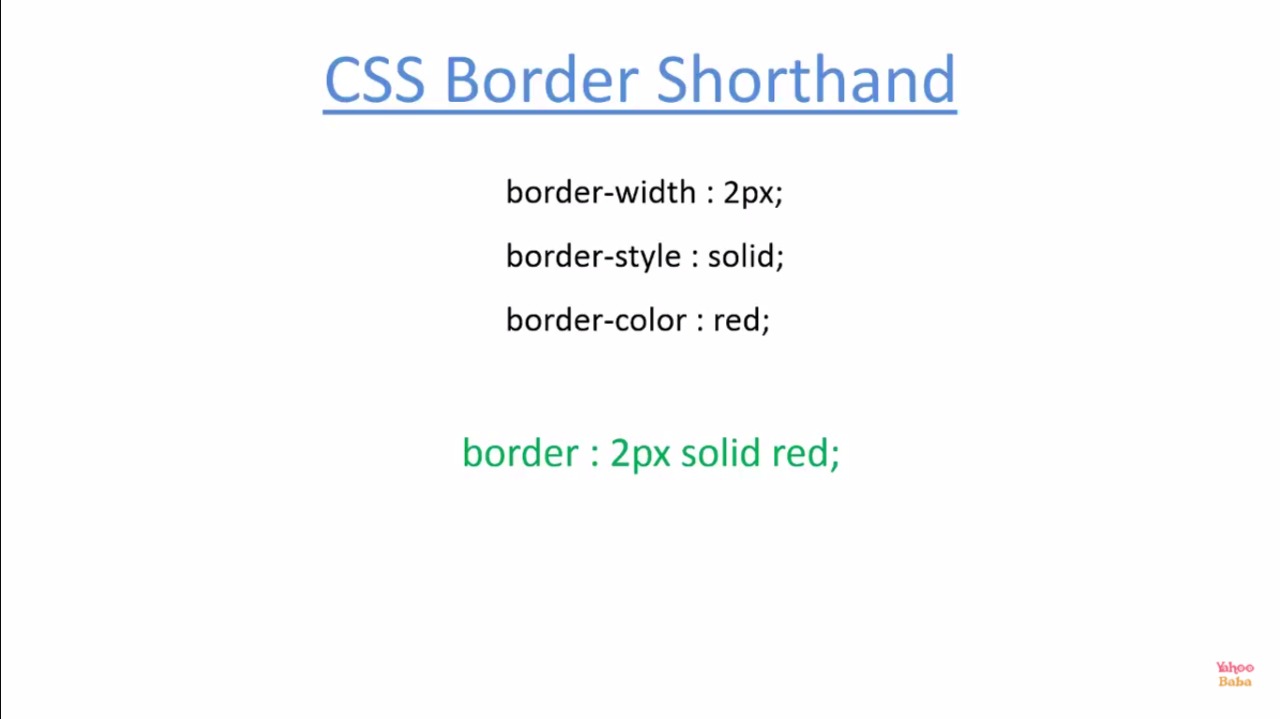 CSS Border Shorthand
border-width : 2px;
border-style : solid;
border-color : red;
border : 2px solid red;
Yahoo
Baba